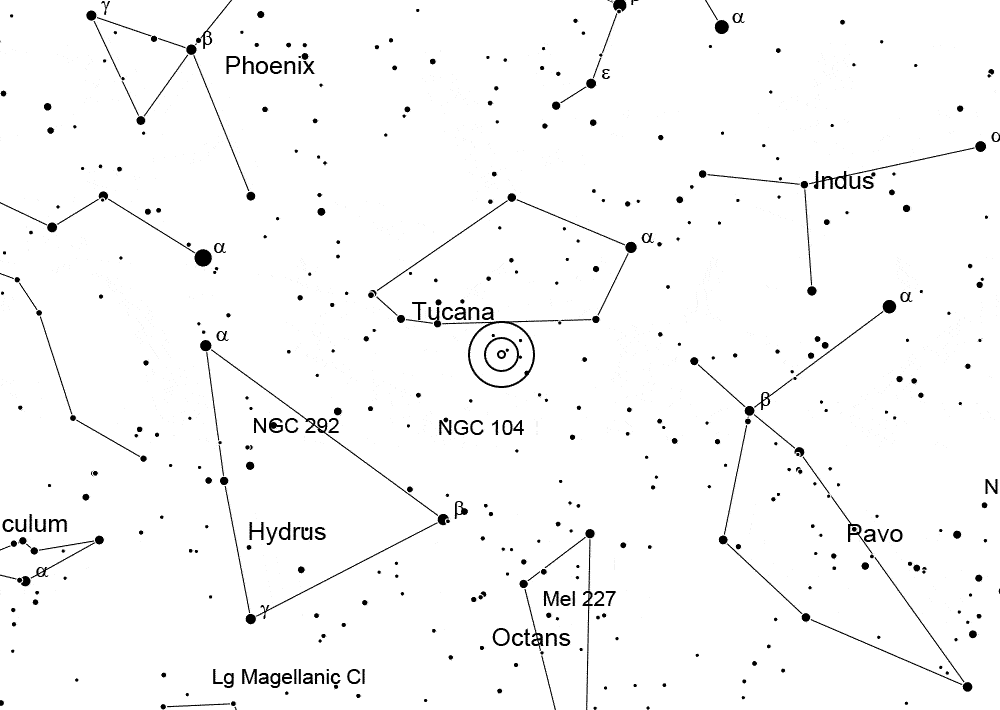 γ
β
Phoenix
α
ε
α
Indus
α
α
α
Tucana
α
β
NGC 292
NGC 104
N
β
culum
Hydrus
Pavo
α
Mel 227
γ
Octans
Lg Magellanic Cl